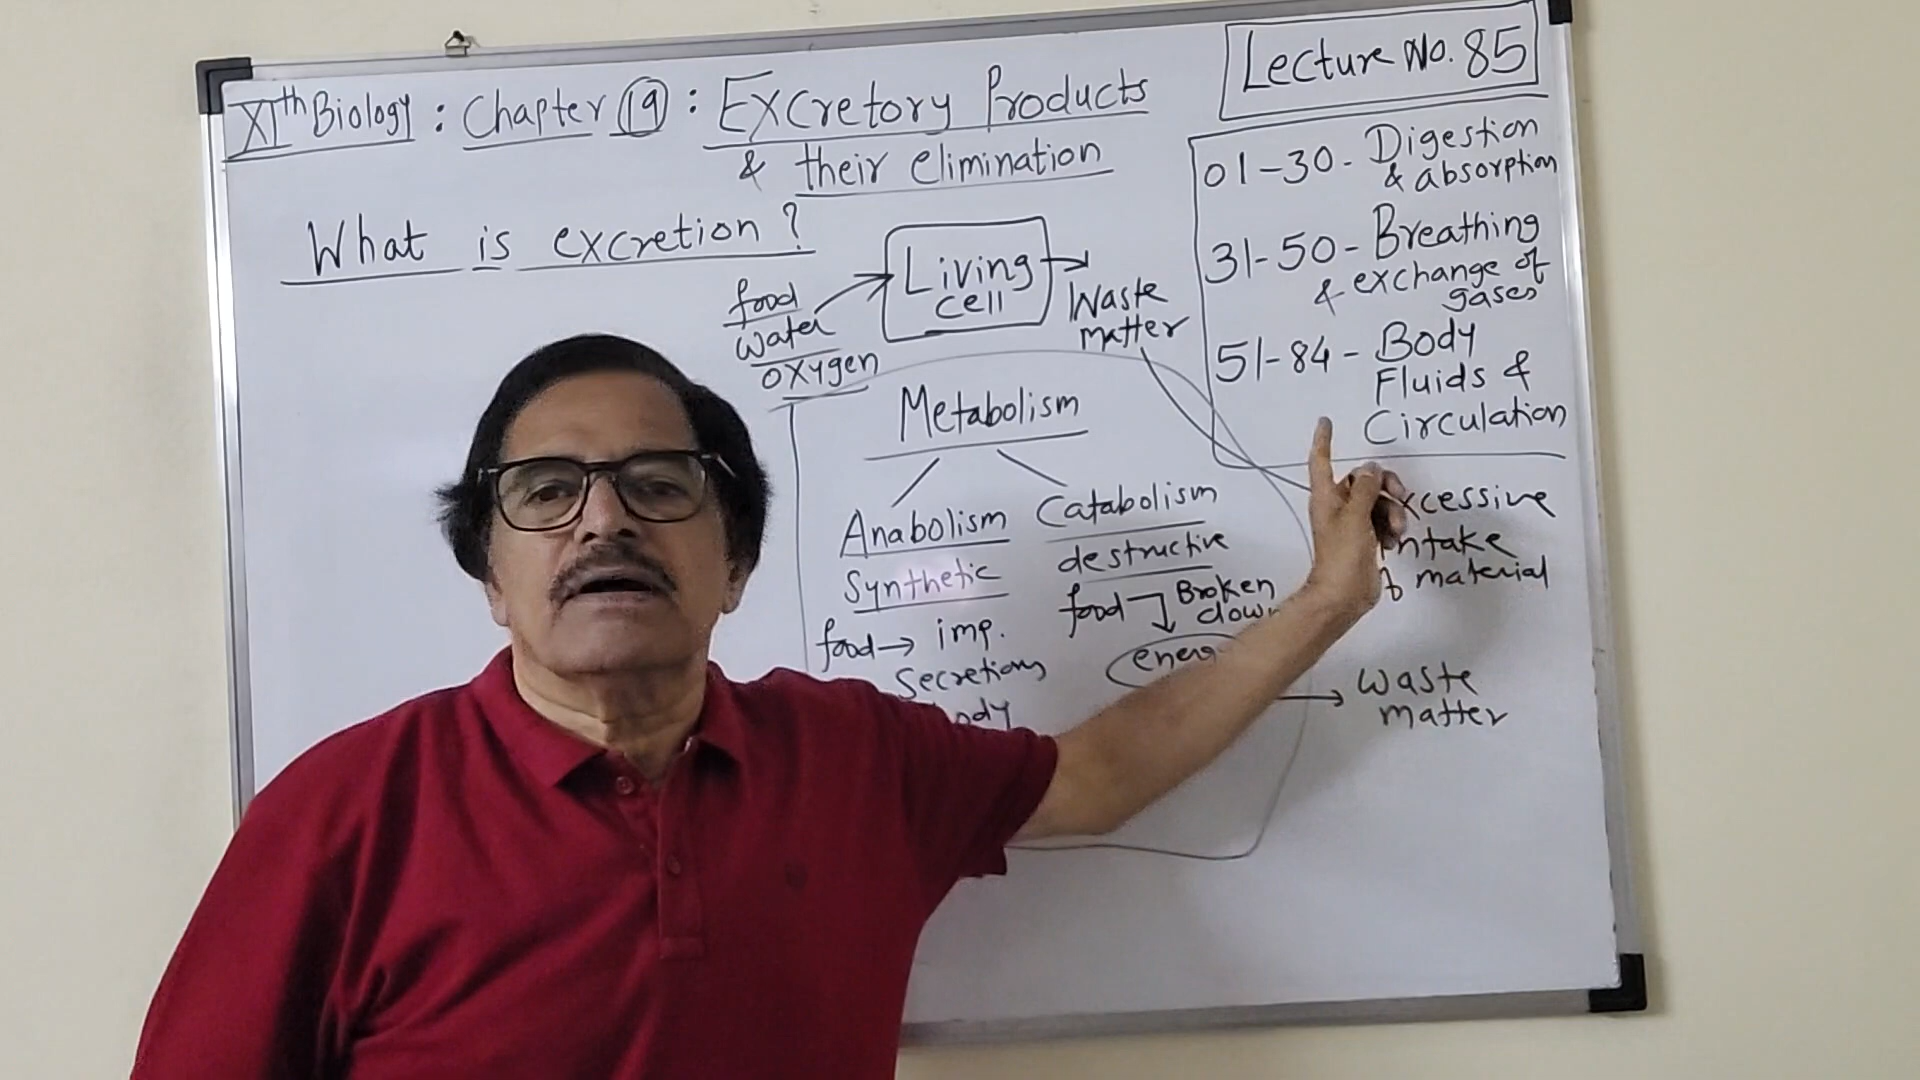 XIth Biology : Chapter 19 : Excretory Products
& their elimination
Lecture No. 85
01-30 - Digestion
& absorption
31-50 - Breathing
& exchange of
gases
51-84 - Body
Fluids &
Circulation
What is excretion?
food
water
oxygen
Living
cell
Waste
matter
Metabolism
Anabolism
Synthetic
food → imp.
Secretions
Catabolism
destructive
food Broken
down
intake
material
waste
matter